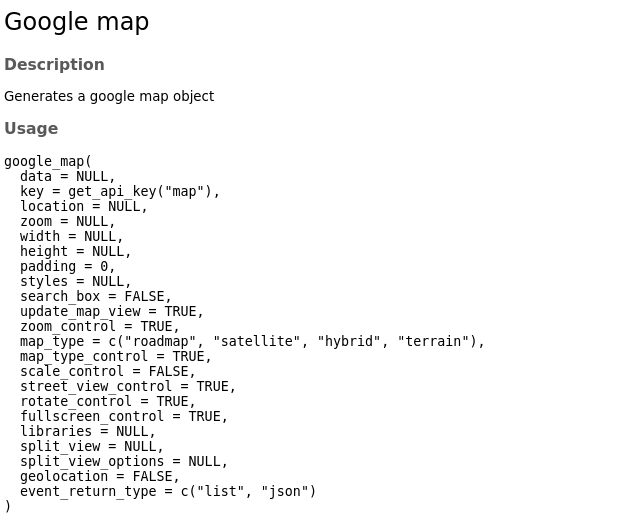 Google map
Description
Generates a google map object
Usage
google_map(
  data = NULL,
  key = get_api_key("map"),
  location = NULL,
  zoom = NULL,
  width = NULL,
  height = NULL,
  padding = 0,
  styles = NULL,
  search_box = FALSE,
  update_map_view = TRUE,
  zoom_control = TRUE,
  map_type = c("roadmap", "satellite", "hybrid", "terrain"),
  map_type_control = TRUE,
  scale_control = FALSE,
  street_view_control = TRUE,
  rotate_control = TRUE,
  fullscreen_control = TRUE,
  libraries = NULL,
  split_view = NULL,
  split_view_options = NULL,
  geolocation = FALSE,
  event_return_type = c("list", "json")
)